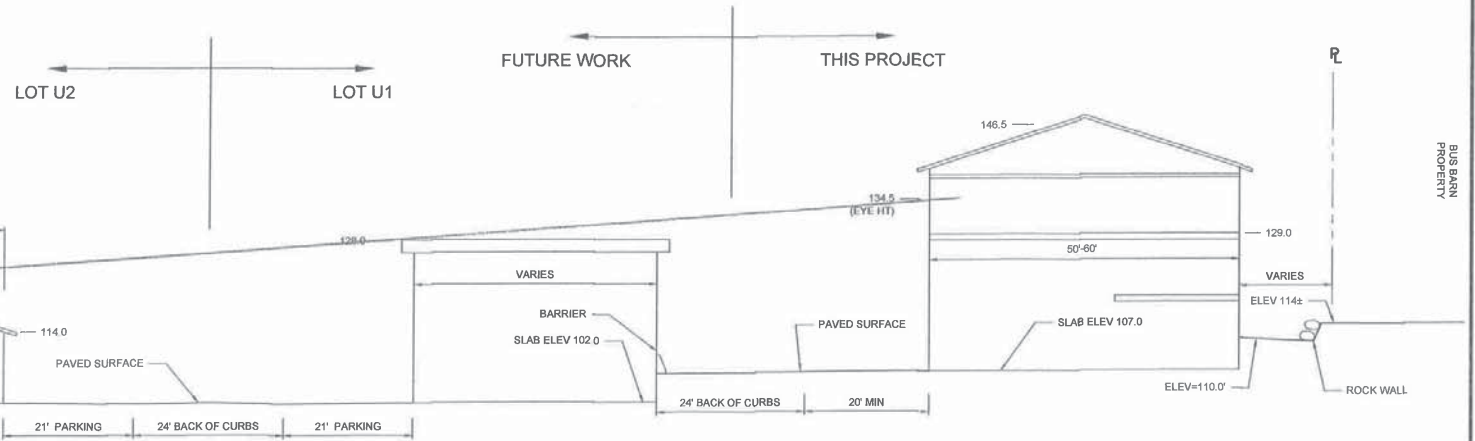 FUTURE WORK
THIS PROJECT
LOT U2
LOT U1
PL
BUS BARN
PROPERTY
146.5
134.5
(EYE HT)
128.0
129.0
50'-60'
VARIES
VARIES
ELEV 114±
BARRIER
SLAB ELEV 102.0
PAVED SURFACE
SLAB ELEV 107.0
114.0
PAVED SURFACE
ELEV=110.0'
ROCK WALL
21' PARKING
24' BACK OF CURBS
21' PARKING
24' BACK OF CURBS
20' MIN